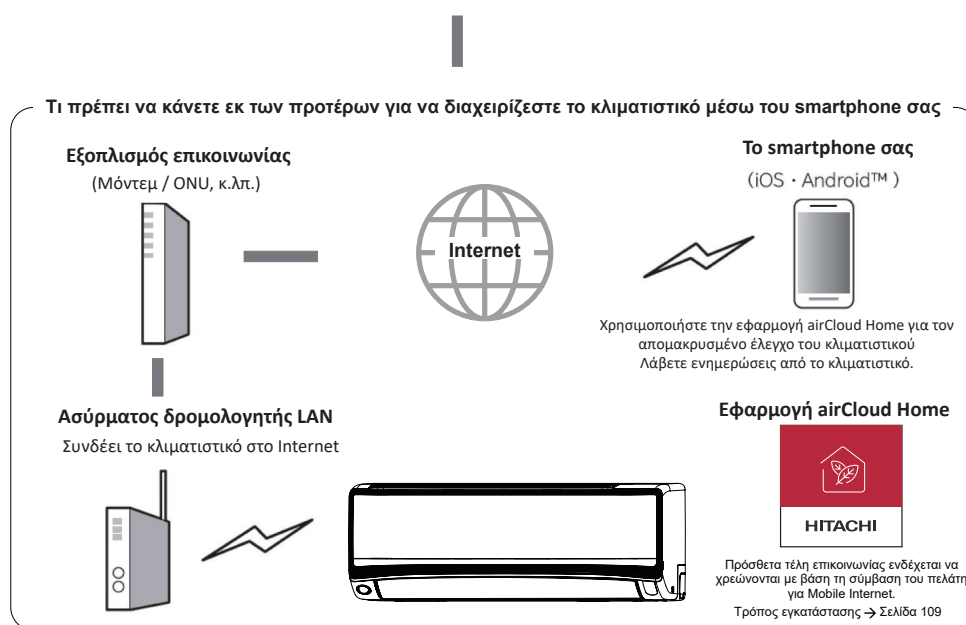 Τι πρέπει να κάνετε εκ των προτέρων για να διαχειρίζεστε το κλιματιστικό μέσω του smartphone σας
Εξοπλισμός επικοινωνίας
(Μόντεμ / ONU, κ.λπ.)
Internet
Το smartphone σας
(iOS・Android™ )
Χρησιμοποιήστε την εφαρμογή airCloud Home για τον
απομακρυσμένο έλεγχο του κλιματιστικού
Λάβετε ενημερώσεις από το κλιματιστικό.
Ασύρματος δρομολογητής LAN
Συνδέει το κλιματιστικό στο Internet
Εφαρμογή airCloud Home
HITACHI
Πρόσθετα τέλη επικοινωνίας ενδέχεται να
χρεώνονται με βάση τη σύμβαση του πελάτη
για Mobile Internet.
Τρόπος εγκατάστασης → Σελίδα 109